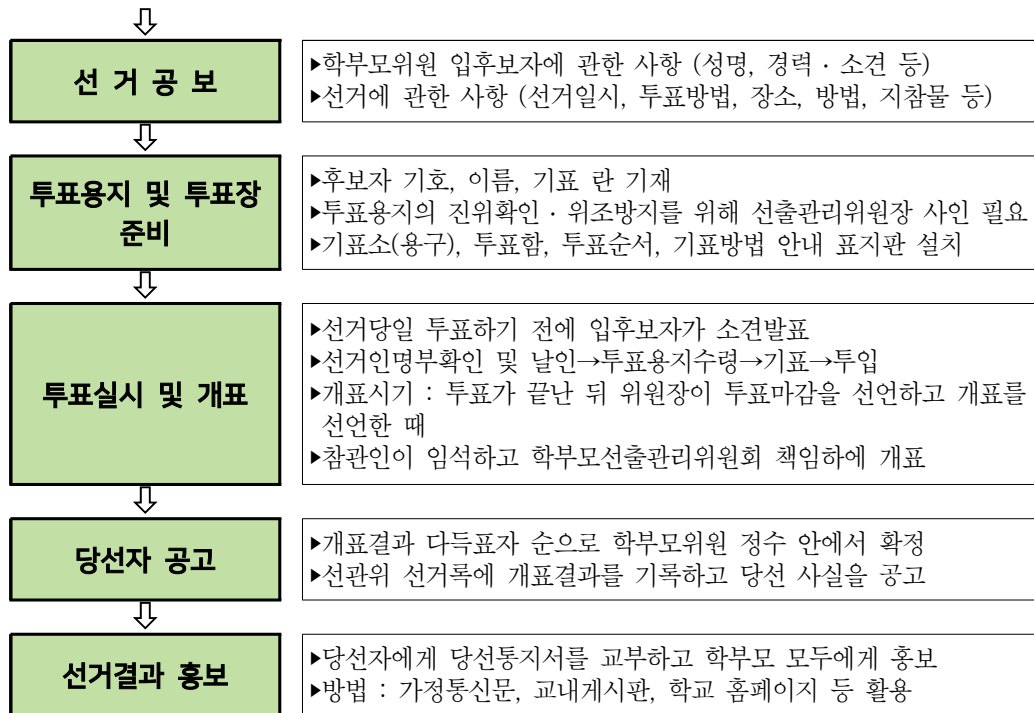 선 거 공 보
▶학부모위원 입후보자에 관한 사항 (성명, 경력 · 소견 등)
▶선거에 관한 사항 (선거일시, 투표방법, 장소, 방법, 지참물 등)
투표용지 및 투표장
준비
▶후보자 기호, 이름, 기표 란 기재
▶투표용지의 진위확인 · 위조방지를 위해 선출관리위원장 사인 필요
▶기표소(용구), 투표함, 투표순서, 기표방법 안내 표지판 설치
투표실시 및 개표
▶선거당일 투표하기 전에 입후보자가 소견발표
▶선거인명부확인 및 날인→투표용지수령→기표→투입
▶개표시기 : 투표가 끝난 뒤 위원장이 투표마감을 선언하고 개표를
선언한 때
▶참관인이 임석하고 학부모선출관리위원회 책임하에 개표
당선자 공고
▶개표결과 다득표자 순으로 학부모위원 정수 안에서 확정
▶선관위 선거록에 개표결과를 기록하고 당선 사실을 공고
선거결과 홍보
▶당선자에게 당선통지서를 교부하고 학부모 모두에게 홍보
▶방법 : 가정통신문, 교내게시판, 학교 홈페이지 등 활용